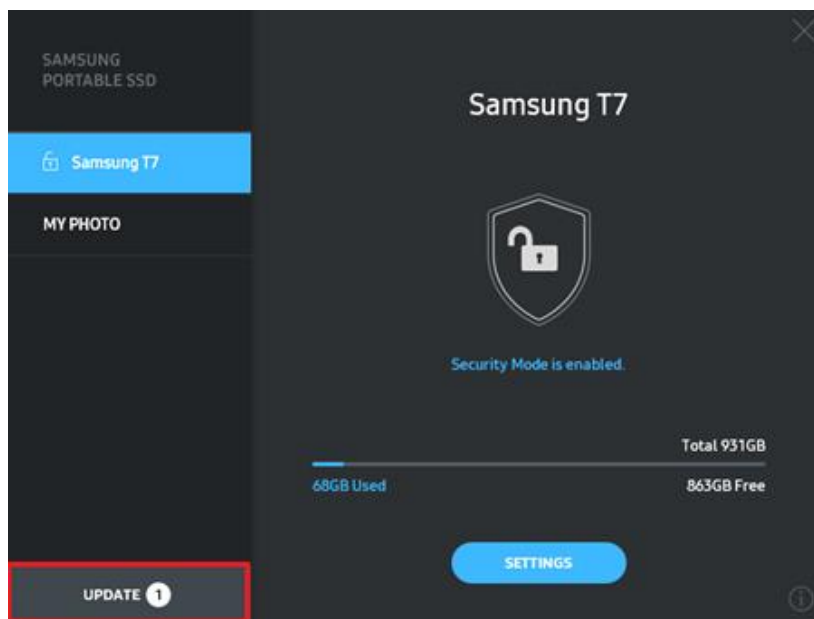 SAMSUNG
PORTABLE SSD
Samsung T7
MY PHOTO
UPDATE 1
Samsung T7
Security Mode is enabled.
Total 931GB
68GB Used
863GB Free
SETTINGS